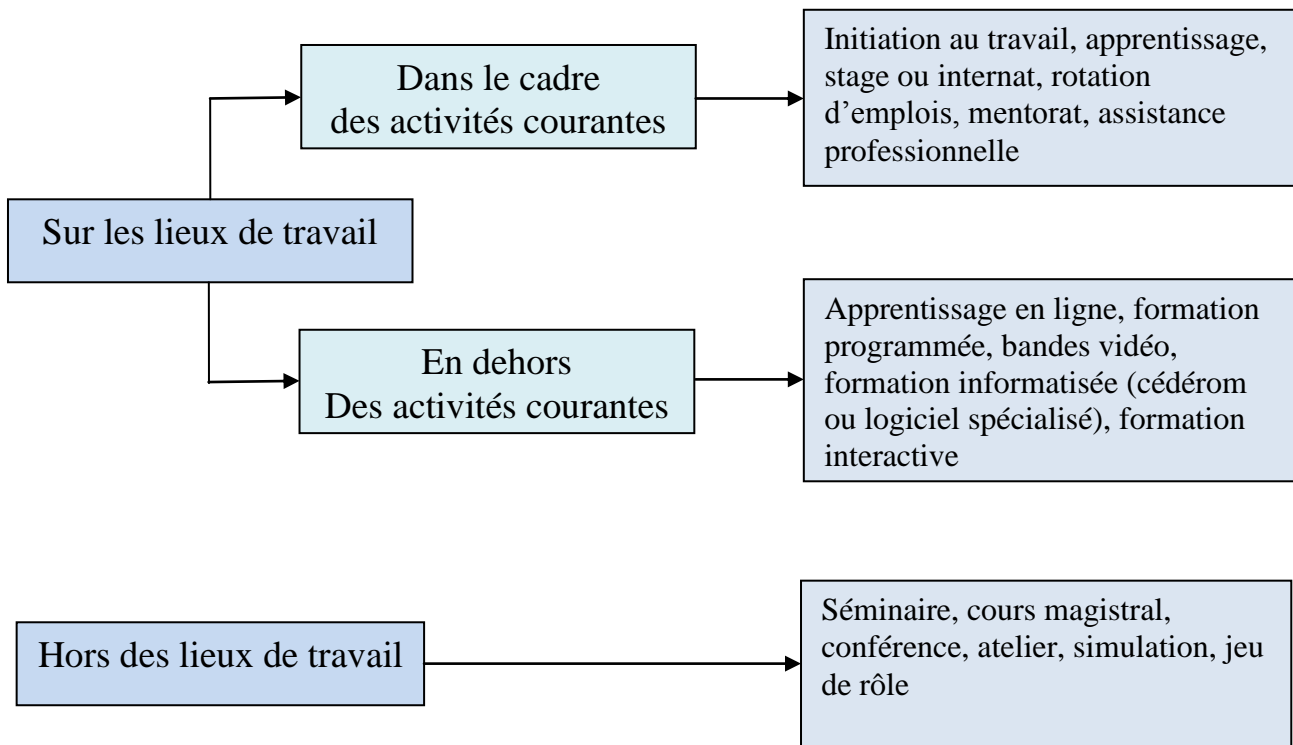 Sur les lieux de travail
Dans le cadre
des activités courantes
Initiation au travail, apprentissage,
stage ou internat, rotation
d’emplois, mentorat, assistance
professionnelle
En dehors
Des activités courantes
Apprentissage en ligne, formation
programmée, bandes vidéo,
formation informatisée (cédérom
ou logiciel spécialisé), formation
interactive
Hors des lieux de travail
Séminaire, cours magistral,
conférence, atelier, simulation, jeu
de rôle